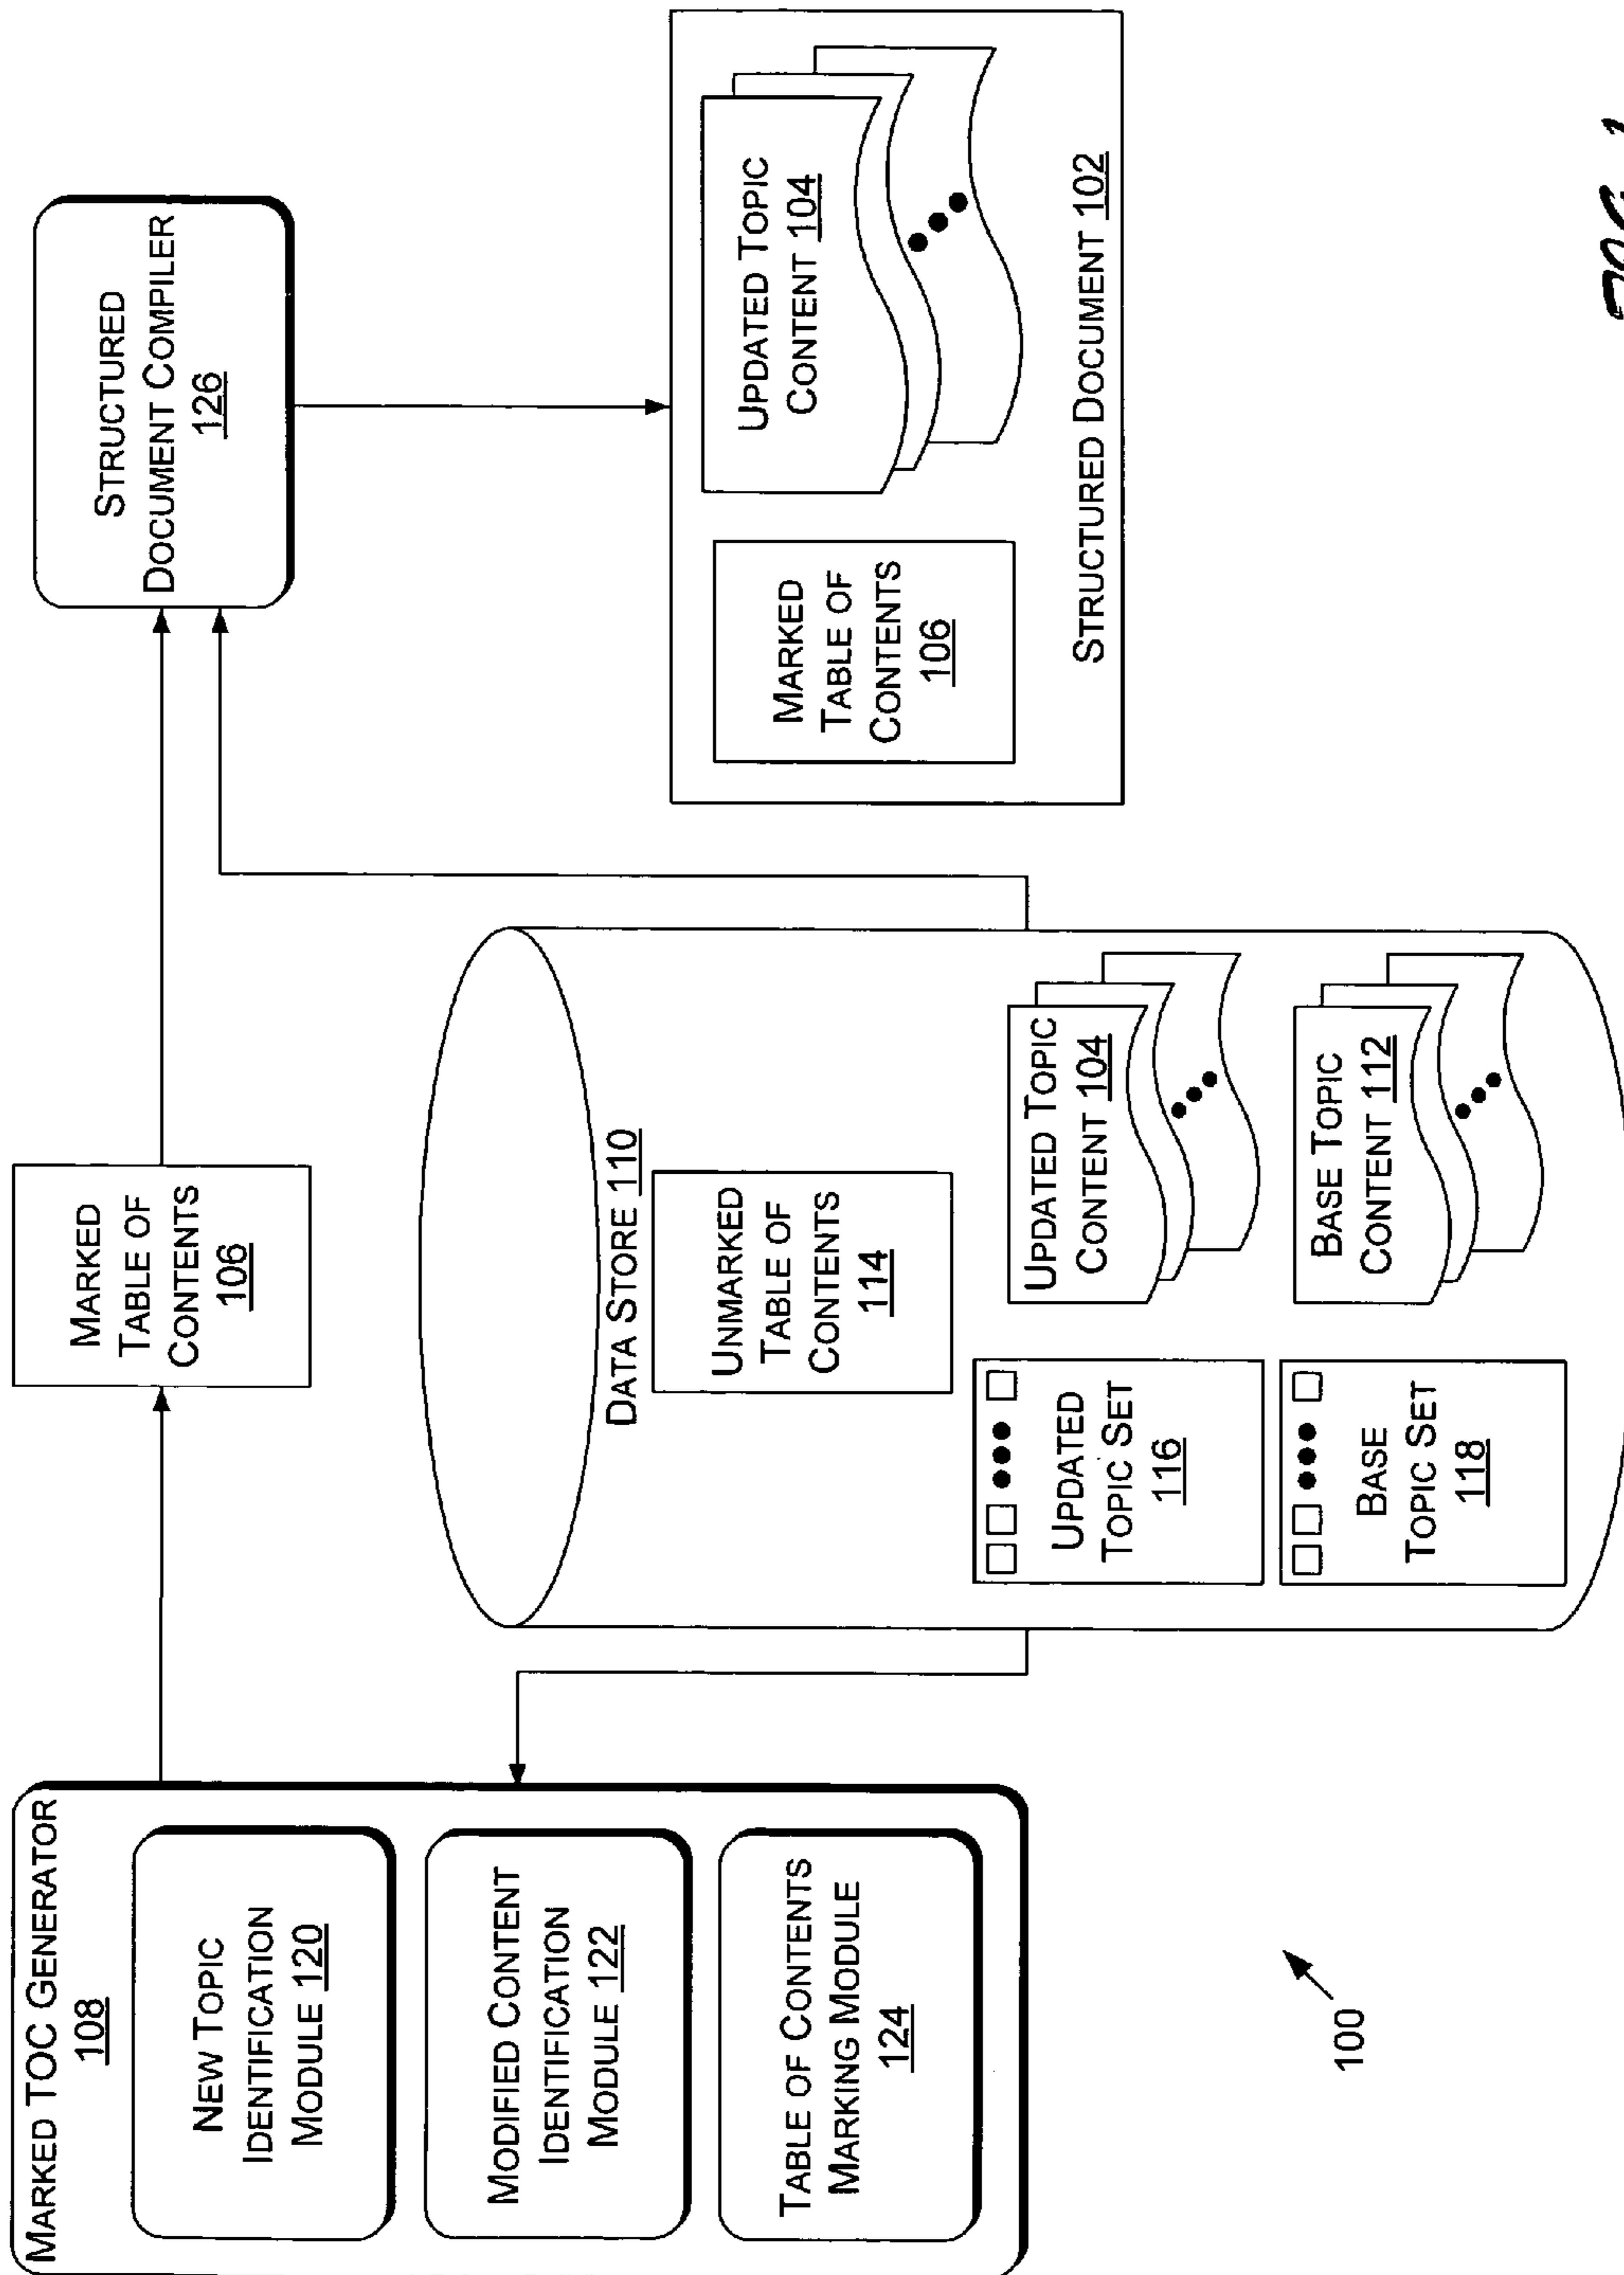 MARKED TOC GENERATOR
108
NEW TOPIC
IDENTIFICATION
MODULE 120
MODIFIED CONTENT
IDENTIFICATION
MODULE 122
TABLE OF CONTENTS
MARKING MODULE
124
MARKED
TABLE OF
CONTENTS
106
DATA STORE 110
UNMARKED
TABLE OF
CONTENTS
114
UPDATED
TOPIC SET
116
UPDATED TOPIC
CONTENT 104
BASE
TOPIC SET
118
BASE TOPIC
CONTENT 112
STRUCTURED
DOCUMENT COMPILER
126
MARKED
TABLE OF
CONTENTS
106
UPDATED TOPIC
CONTENT 104
STRUCTURED DOCUMENT 102
100